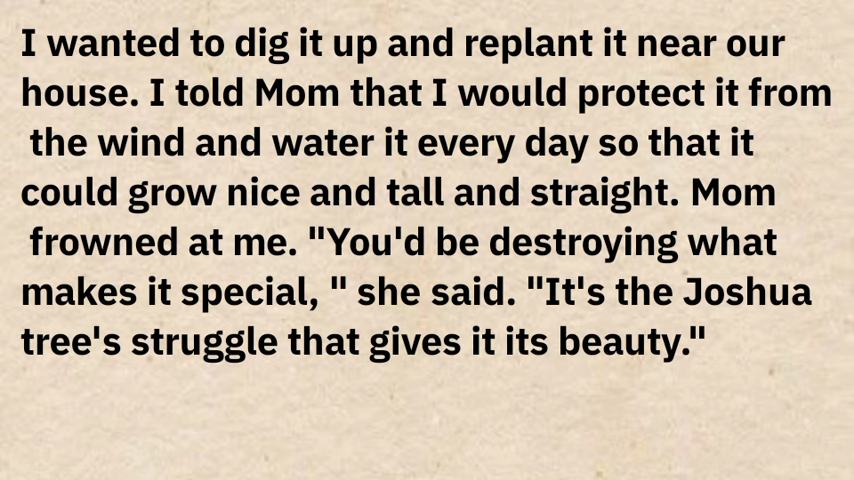 I wanted to dig it up and replant it near our
house. I told Mom that I would protect it from
the wind and water it every day so that it
could grow nice and tall and straight. Mom
frowned at me. "You'd be destroying what
makes it special, " she said. "It's the Joshua
tree's struggle that gives it its beauty."